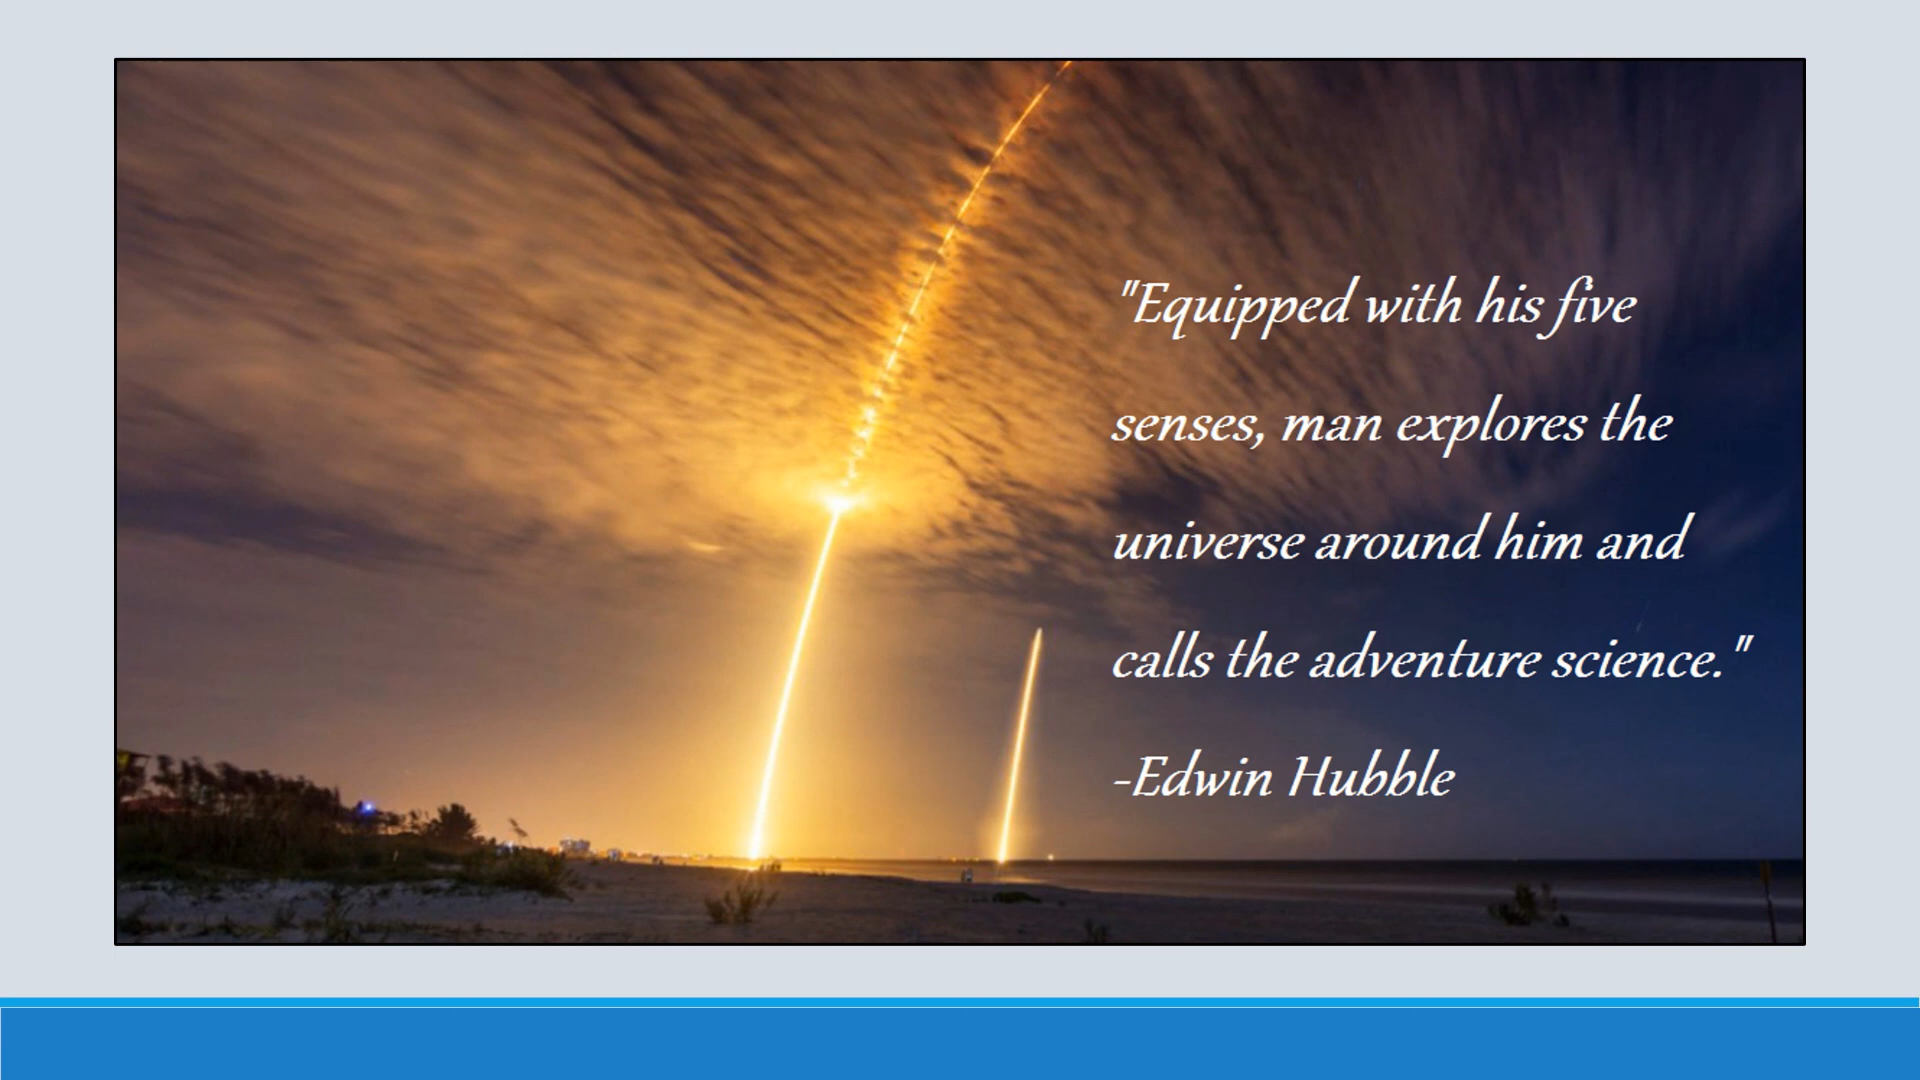 "Equipped with his five
senses, man explores the
universe around him and
calls the adventure science."
-Edwin Hubble